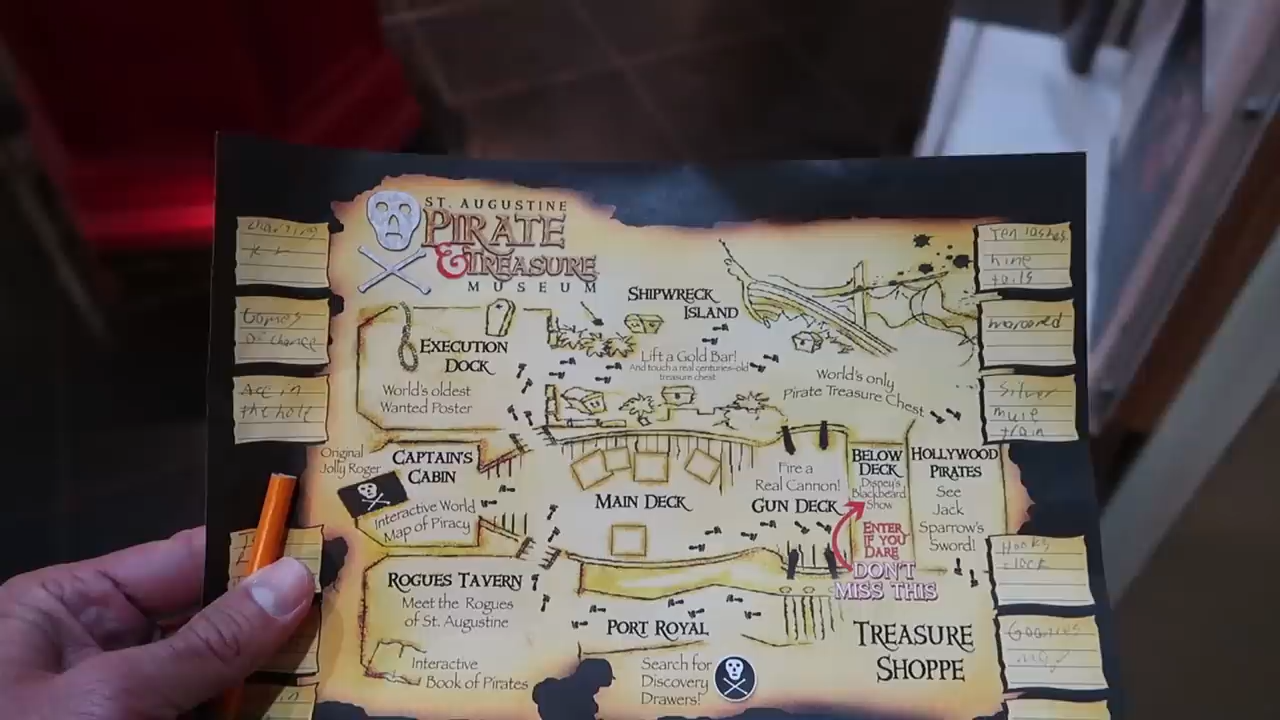 ST. AUGUSTINE
PIRATE
& TREASURE
MUSEUM
charting
Games
Of chance
Ace in
the hole
Ten lashes
nine
tails
marooned
Silver
mule
train
Hooks
clock
Goonies
map
SHIPWRECK
ISLAND
Lift a Gold Bar!
And touch a real centuries-old
treasure chest
World's only
Pirate Treasure Chest
EXECUTION
DOCK
World's oldest
Wanted Poster
Original
Jolly Roger
CAPTAIN'S
CABIN
Interactive World
Map of Piracy
MAIN DECK
Fire a
Real Cannon!
GUN DECK
BELOW
DECK
Disney's
Blackbeard
Show
ENTER
IF YOU
DARE
DON'T
MISS THIS
HOLLYWOOD
PIRATES
See
Jack
Sparrow's
Sword!
ROGUES TAVERN
Meet the Rogues
of St. Augustine
Interactive
Book of Pirates
PORT ROYAL
Search for
Discovery
Drawers!
TREASURE
SHOPPE